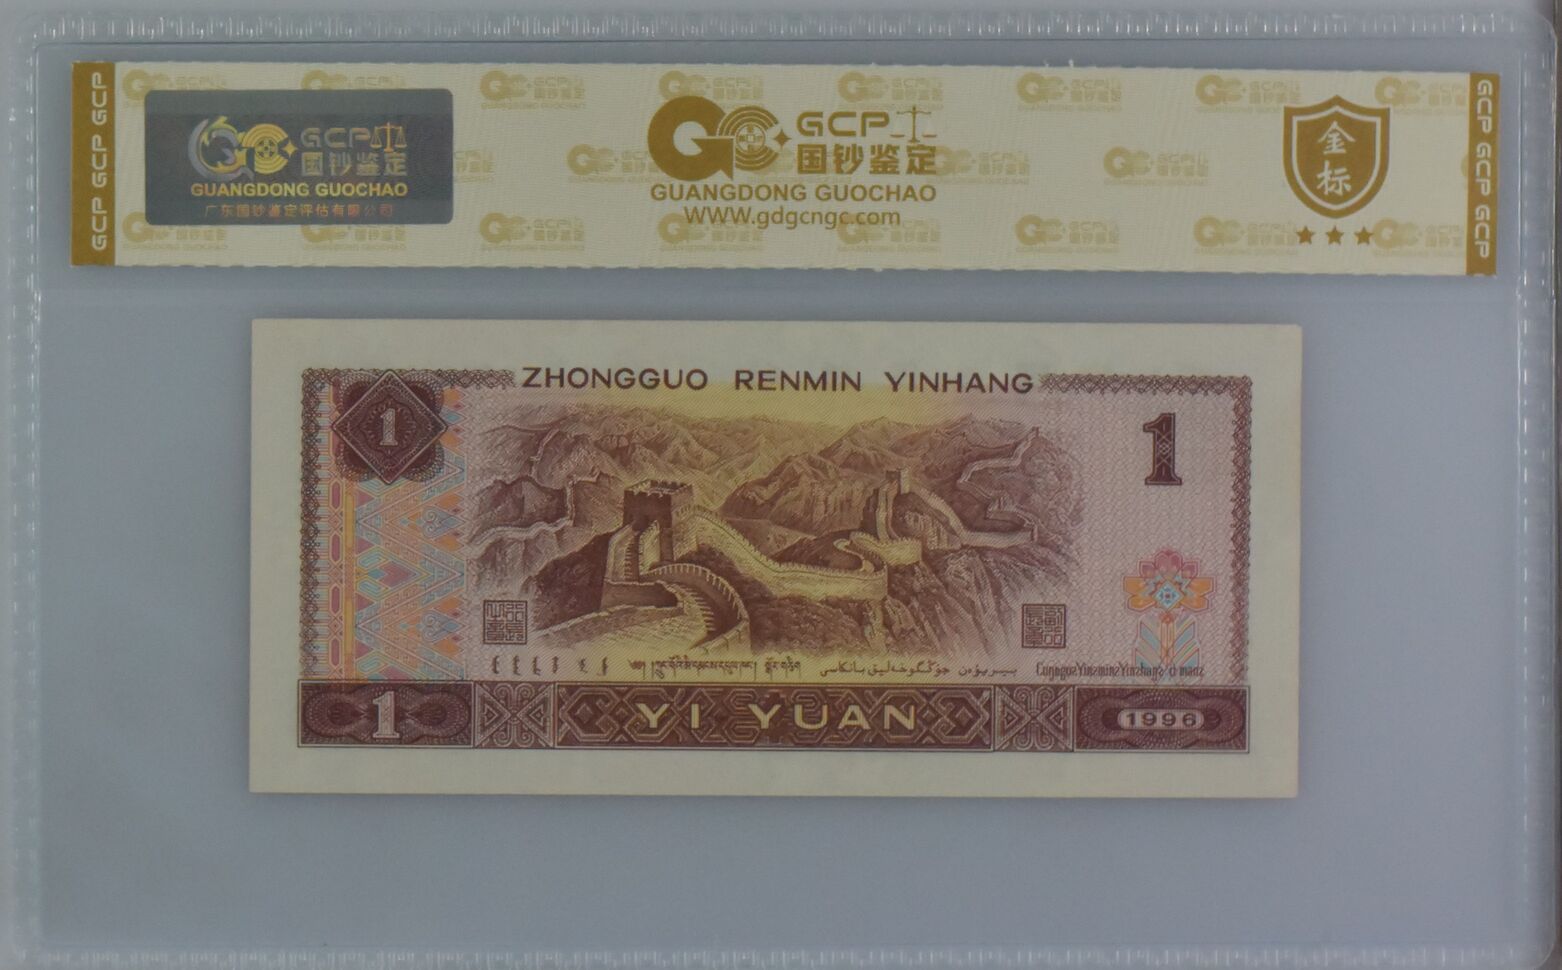 GCP GCP GCP
GCP
国钞鉴定
GUANGDONG GUOCHAO
广东国钞鉴定评估有限公司
GCP
国钞鉴定
GUANGDONG GUOCHAO
WWW.gdgcngc.com
金
标
GCP GCP GCP
ZHONGGUO RENMIN YINHANG
1
1
1
YI YUAN
1996